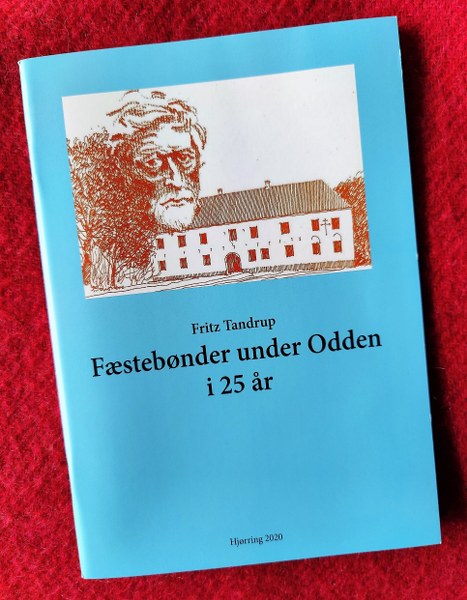 Fritz Tandrup
Fæstebønder under Odden
i 25 år
Hjørring 2020